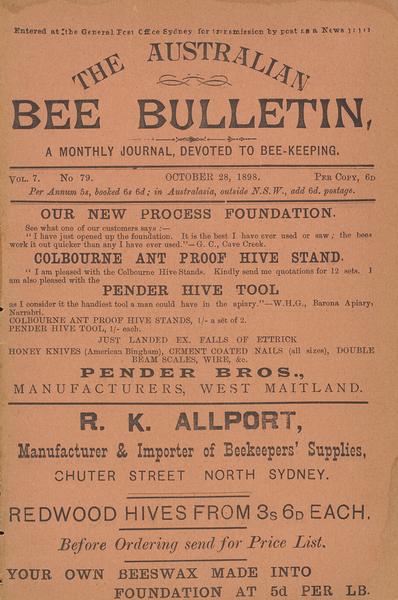 Entered at the General Post Office Sydney for transmission by post as a News
THE AUSTRALIAN
BEE BULLETIN,
A MONTHLY JOURNAL, DEVOTED TO BEE-KEEPING.
VOL. 7. No 79. OCTOBER 28, 1898. PER COPY, 6D
Per Annum 5s, booked 6s 6d; in Australasia, outside N.S.W., add 6d. postage.
OUR NEW PROCESS FOUNDATION.
See what one of our customers says :—
"I have just opened up the foundation. It is the best I have ever used or saw; the bees
work it out quicker than any I have ever used."—G. C., Cave Creek.
COLBOURNE ANT PROOF HIVE STAND.
"I am pleased with the Colbourne Hive Stands. Kindly send me quotations for 12 sets. I
am also pleased with the
PENDER HIVE TOOL
as I consider it the handiest tool a man could have in the apiary."—W.H.G., Barona Apiary,
Narrabri.
COLBOURNE ANT PROOF HIVE STANDS, 1/- a set of 2.
PENDER HIVE TOOL, 1/- each.
JUST LANDED EX. FALLS OF ETTRICK
HONEY KNIVES (American Bingham), CEMENT COATED NAILS (all sizes), DOUBLE
BEAM SCALES, WIRE, &c.
PENDER BROS.,
MANUFACTURERS, WEST MAITLAND.
R. K. ALLPORT,
Manufacturer & Importer of Beekeepers' Supplies,
CHUTER STREET NORTH SYDNEY.
REDWOOD HIVES FROM 3s 6D EACH.
Before Ordering send for Price List.
YOUR OWN BEESWAX MADE INTO
FOUNDATION AT 5d PER LB.